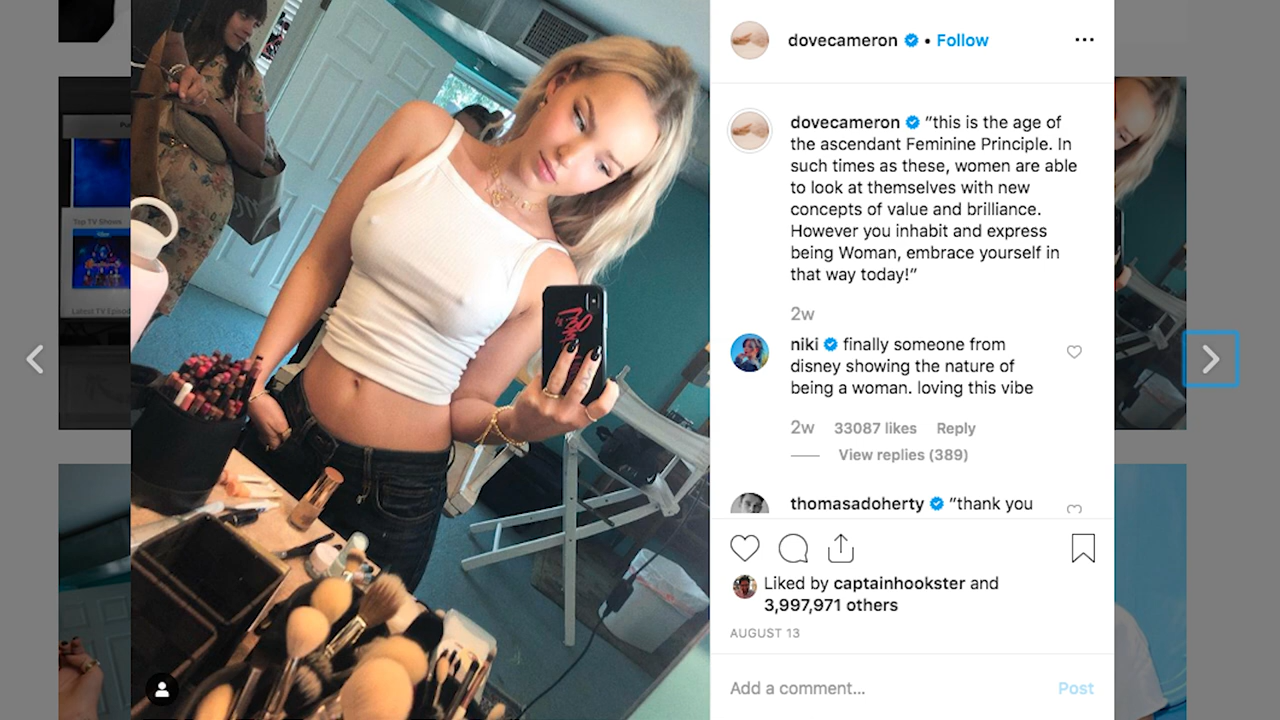 dovecameron • Follow
dovecameron "this is the age of
the ascendant Feminine Principle. In
such times as these, women are able
to look at themselves with new
concepts of value and brilliance.
However you inhabit and express
being Woman, embrace yourself in
that way today!"
2w
niki finally someone from
disney showing the nature of
being a woman. loving this vibe
2w 33087 likes Reply
View replies (389)
thomasadoherty "thank you
Liked by captainhookster and
3,997,971 others
AUGUST 13
Add a comment... Post
Top TV Shows